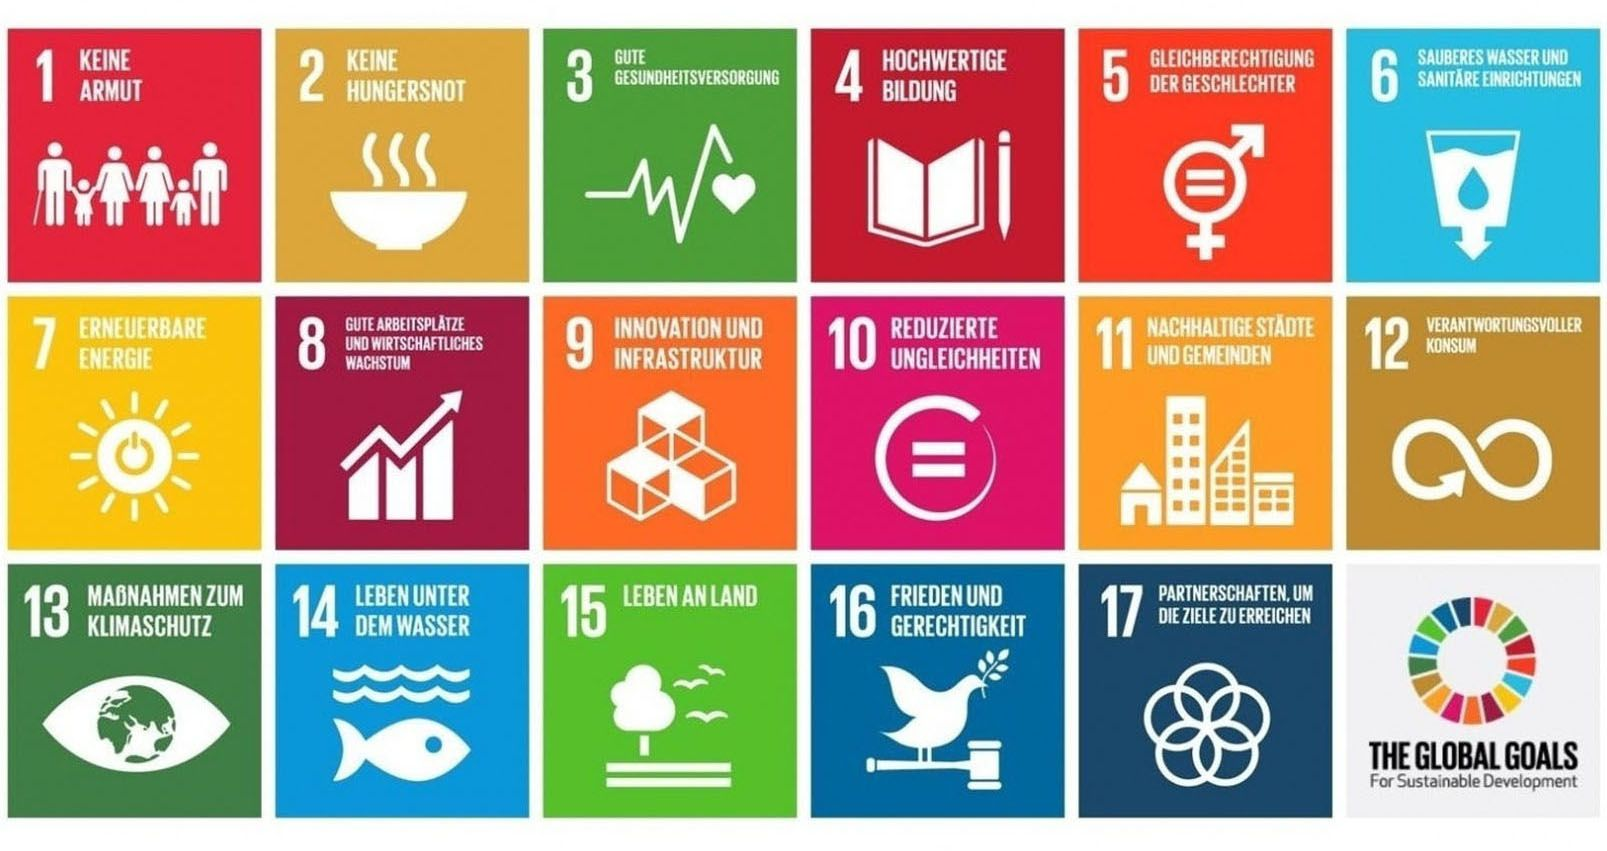 1 KEINE
ARMUT
2 KEINE
HUNGERSNOT
3 GUTE
GESUNDHEITSVERSORGUNG
4 HOCHWERTIGE
BILDUNG
5 GLEICHBERECHTIGUNG
DER GESCHLECHTER
6 SAUBERES WASSER UND
SANITÄRE EINRICHTUNGEN
7 ERNEUERBARE
ENERGIE
8 GUTE ARBEITSPLÄTZE
UND WIRTSCHAFTLICHES
WACHSTUM
9 INNOVATION UND
INFRASTRUKTUR
10 REDUZIERTE
UNGLEICHHEITEN
11 NACHHALTIGE STÄDTE
UND GEMEINDEN
12 VERANTWORTUNGSVOLLER
KONSUM
13 MAßNAHMEN ZUM
KLIMASCHUTZ
14 LEBEN UNTER
DEM WASSER
15 LEBEN AN LAND
16 FRIEDEN UND
GERECHTIGKEIT
17 PARTNERSCHAFTEN, UM
DIE ZIELE ZU ERREICHEN
THE GLOBAL GOALS
For Sustainable Development